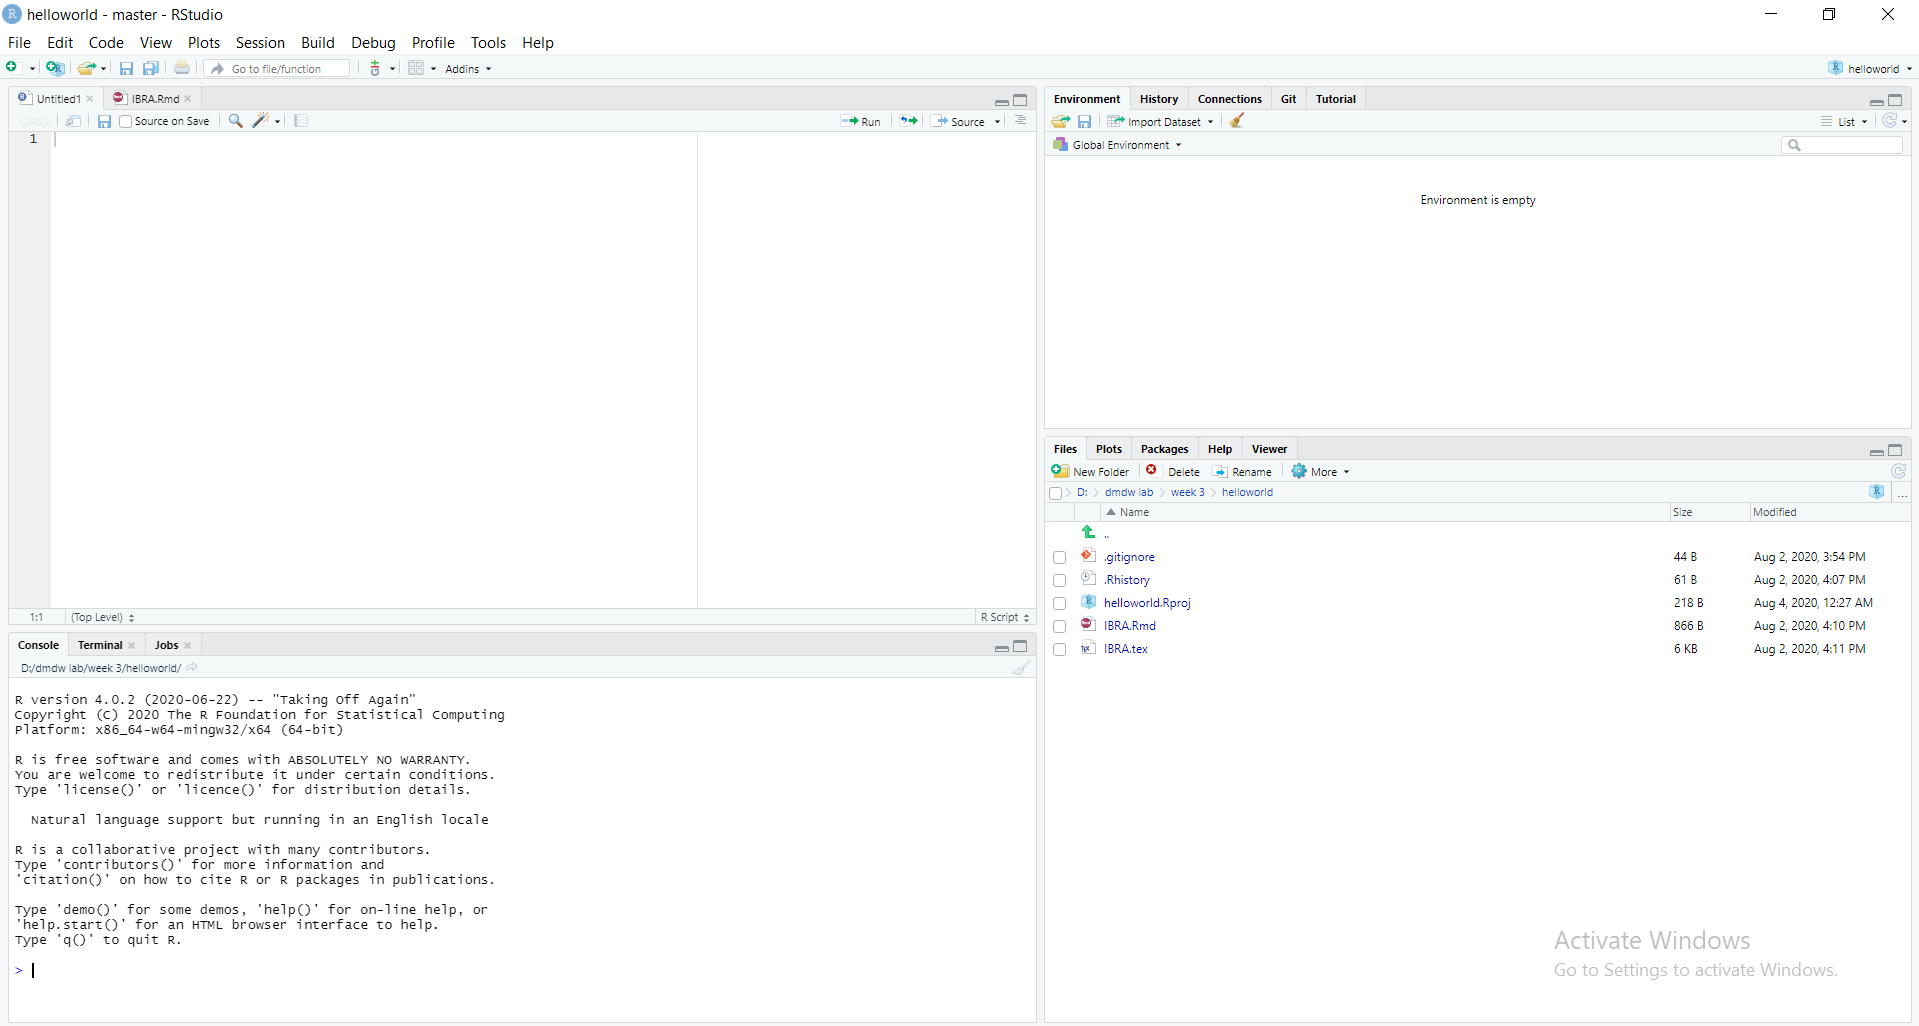 helloworld - master - RStudio
File Edit Code View Plots Session Build Debug Profile Tools Help
Go to file/function Addins helloworld
Untitled1 IBRA.Rmd
Source on Save Run Source
1
1:1 (Top Level) R Script
Console Terminal Jobs
D:/dmdw lab/week 3/helloworld/
R version 4.0.2 (2020-06-22) -- "Taking Off Again"
Copyright (C) 2020 The R Foundation for Statistical Computing
Platform: x86_64-w64-mingw32/x64 (64-bit)
R is free software and comes with ABSOLUTELY NO WARRANTY.
You are welcome to redistribute it under certain conditions.
Type 'license()' or 'licence()' for distribution details.
Natural language support but running in an English locale
R is a collaborative project with many contributors.
Type 'contributors()' for more information and
'citation()' on how to cite R or R packages in publications.
Type 'demo()' for some demos, 'help()' for on-line help, or
'help.start()' for an HTML browser interface to help.
Type 'q()' to quit R.
>
Environment History Connections Git Tutorial
Import Dataset List
Global Environment
Environment is empty
Files Plots Packages Help Viewer
New Folder Delete Rename More
D: dmdw lab week 3 helloworld ...
Name Size Modified
..
.gitignore 44 B Aug 2, 2020, 3:54 PM
.Rhistory 61 B Aug 2, 2020, 4:07 PM
helloworld.Rproj 218 B Aug 4, 2020, 12:27 AM
IBRA.Rmd 866 B Aug 2, 2020, 4:10 PM
IBRA.tex 6 KB Aug 2, 2020, 4:11 PM
Activate Windows
Go to Settings to activate Windows.